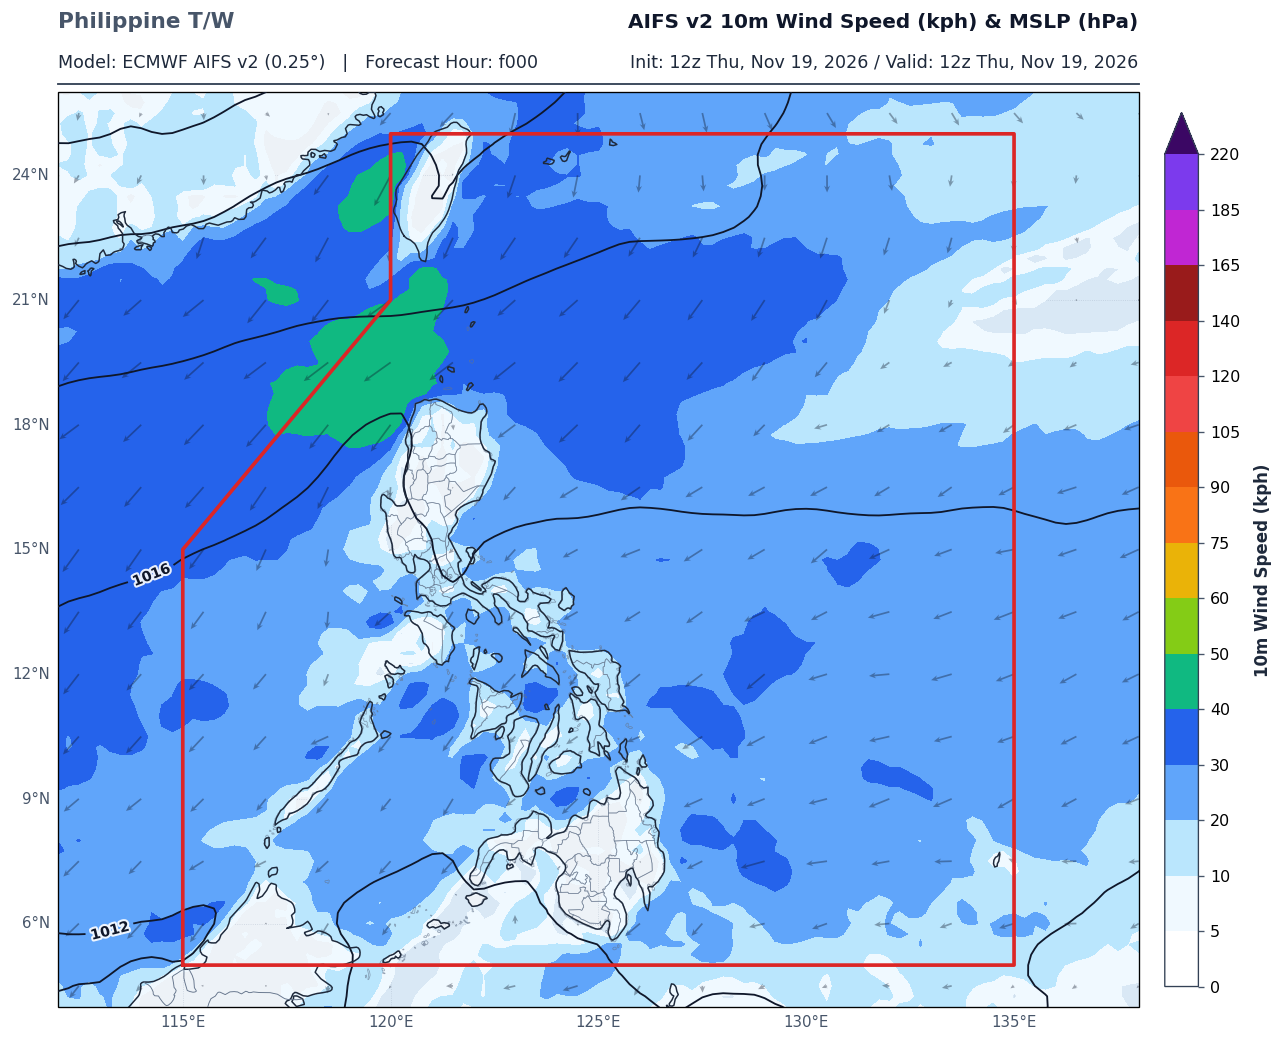 Philippine T/W
AIFS v2 10m Wind Speed (kph) & MSLP (hPa)
Model: ECMWF AIFS v2 (0.25°) | Forecast Hour: f000
Init: 12z Thu, Nov 19, 2026 / Valid: 12z Thu, Nov 19, 2026
24°N
21°N
18°N
15°N
12°N
9°N
6°N
1016
1012
115°E
120°E
125°E
130°E
135°E
220
185
165
140
120
105
90
75
60
50
40
30
20
10
5
0
10m Wind Speed (kph)